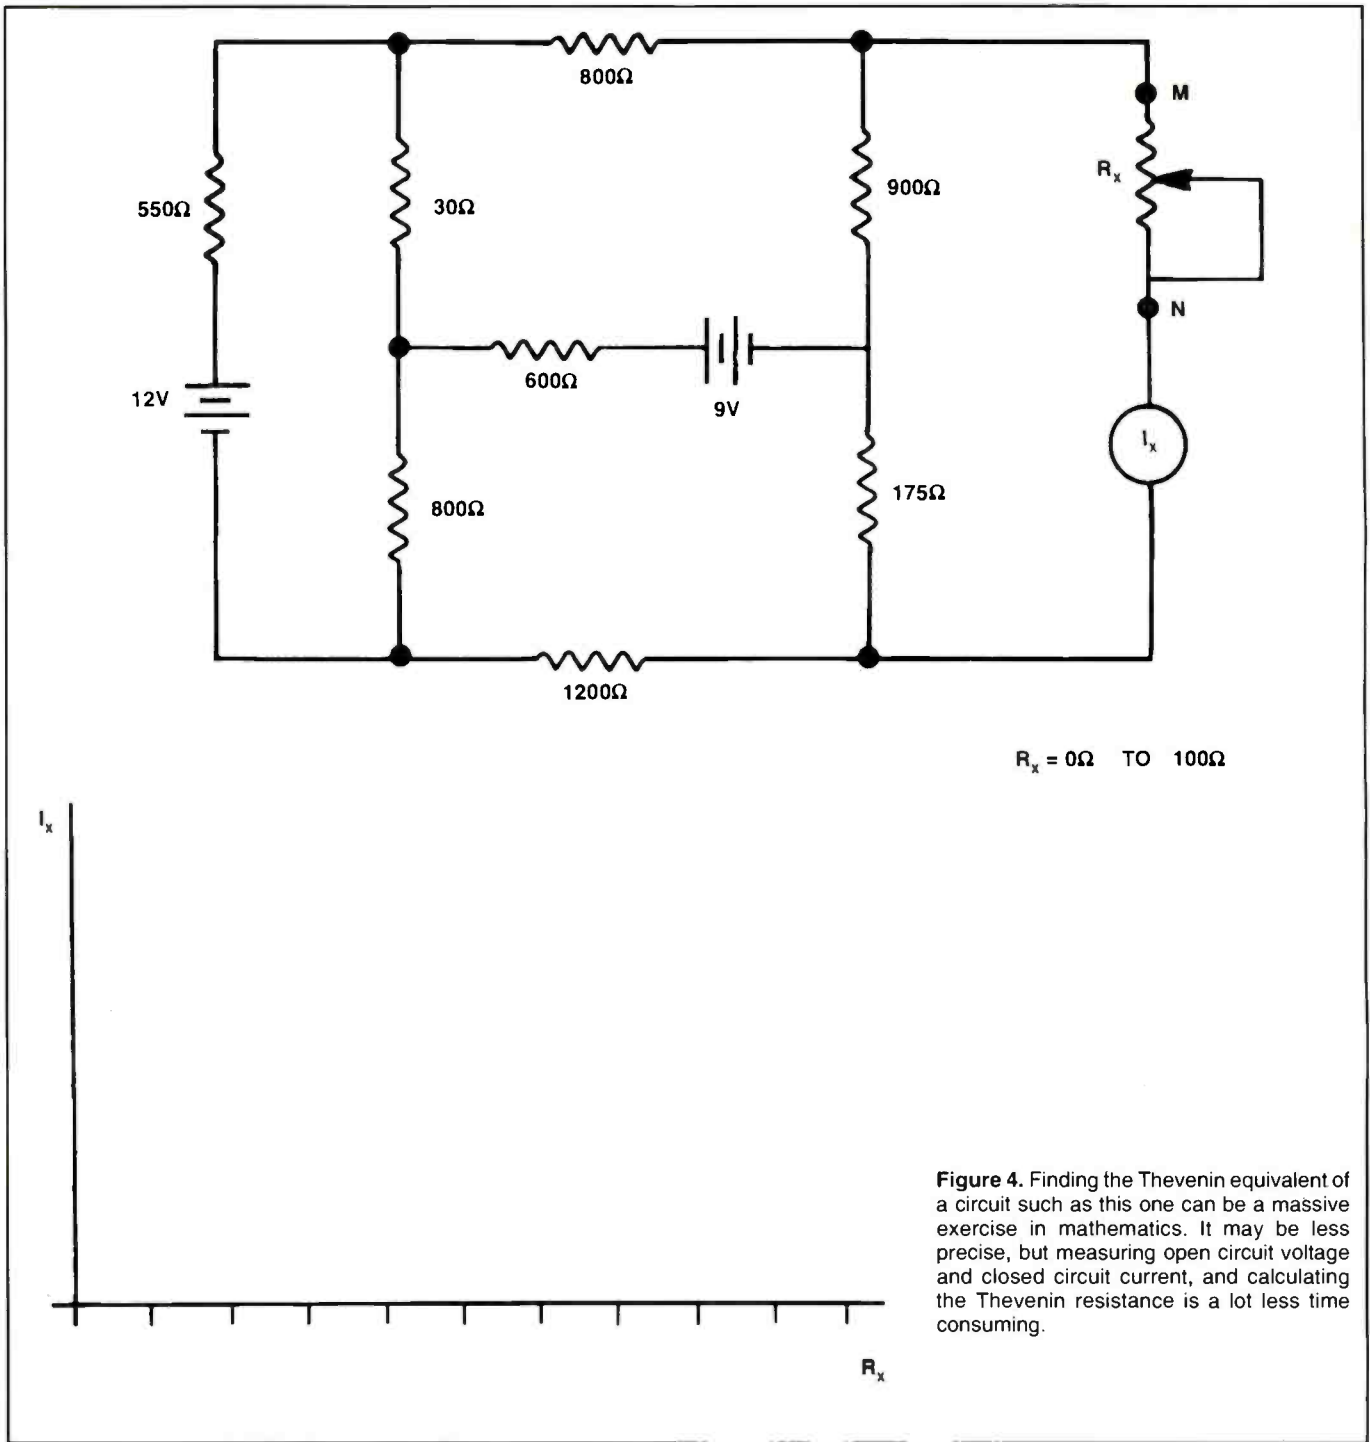 800Ω
M
Rₓ
900Ω
550Ω
30Ω
N
600Ω
12V
9V
Iₓ
800Ω
175Ω
1200Ω
Rₓ = 0Ω TO 100Ω
Iₓ
Figure 4. Finding the Thevenin equivalent of
a circuit such as this one can be a massive
exercise in mathematics. It may be less
precise, but measuring open circuit voltage
and closed circuit current, and calculating
the Thevenin resistance is a lot less time
consuming.
Rₓ